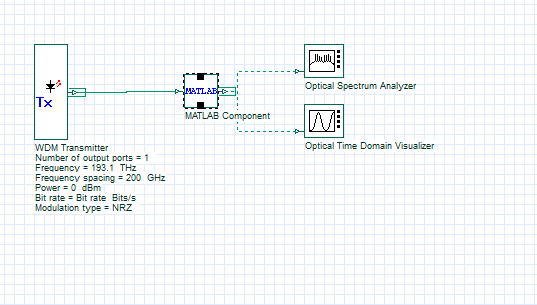 Tx
MATLAB
Optical Spectrum Analyzer
MATLAB Component
Optical Time Domain Visualizer
WDM Transmitter
Number of output ports = 1
Frequency = 193.1 THz
Frequency spacing = 200 GHz
Power = 0 dBm
Bit rate = Bit rate Bits/s
Modulation type = NRZ